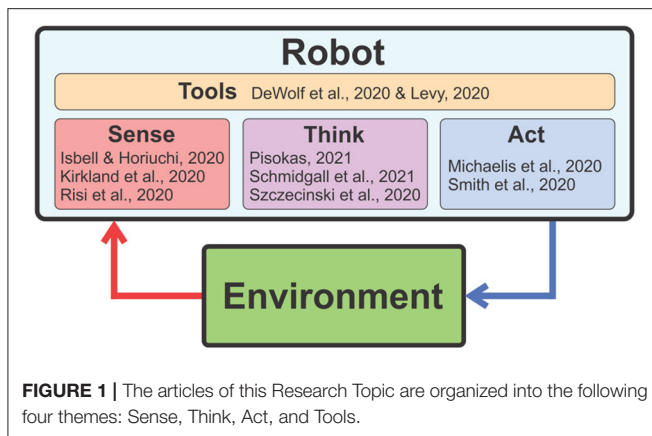 Robot
Tools DeWolf et al., 2020 & Levy, 2020
Sense
Isbell & Horiuchi, 2020
Kirkland et al., 2020
Risi et al., 2020
Think
Pisokas, 2021
Schmidgall et al., 2021
Szczecinski et al., 2020
Act
Michaelis et al., 2020
Smith et al., 2020
Environment
FIGURE 1 | The articles of this Research Topic are organized into the following
four themes: Sense, Think, Act, and Tools.